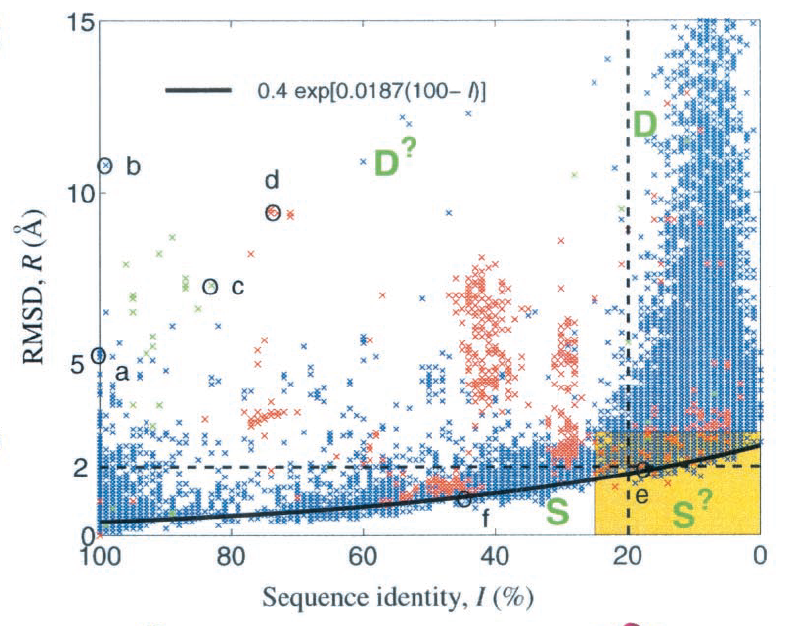 15
0.4 exp[0.0187(100− I)]
D
D?
b
d
10
c
RMSD, R (Å)
5
a
2
e
f
S
S?
0
100
80
60
40
20
0
Sequence identity, I (%)